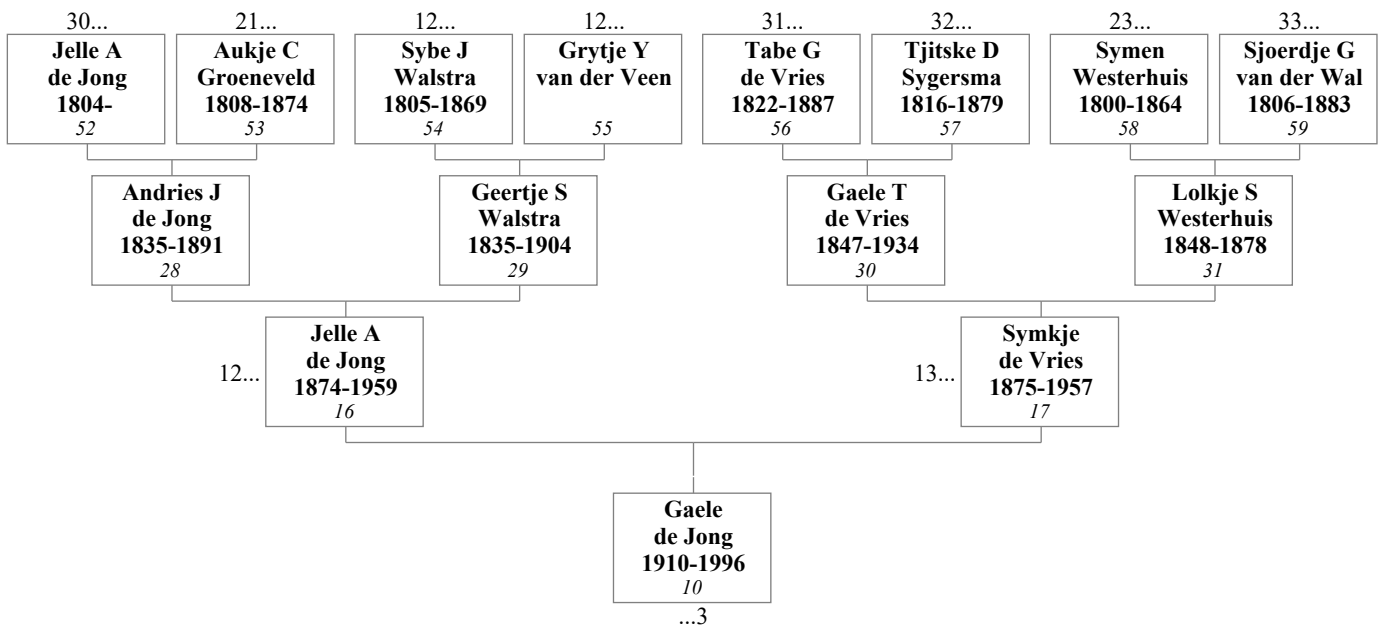 30...
21...
12...
12...
31...
32...
23...
33...
Jelle A
de Jong
1804-
52
Aukje C
Groeneveld
1808-1874
53
Sybe J
Walstra
1805-1869
54
Grytje Y
van der Veen
55
Tabe G
de Vries
1822-1887
56
Tjitske D
Sygersma
1816-1879
57
Symen
Westerhuis
1800-1864
58
Sjoerdje G
van der Wal
1806-1883
59
Andries J
de Jong
1835-1891
28
Geertje S
Walstra
1835-1904
29
Gaele T
de Vries
1847-1934
30
Lolkje S
Westerhuis
1848-1878
31
12...
Jelle A
de Jong
1874-1959
16
13...
Symkje
de Vries
1875-1957
17
Gaele
de Jong
1910-1996
10
...3